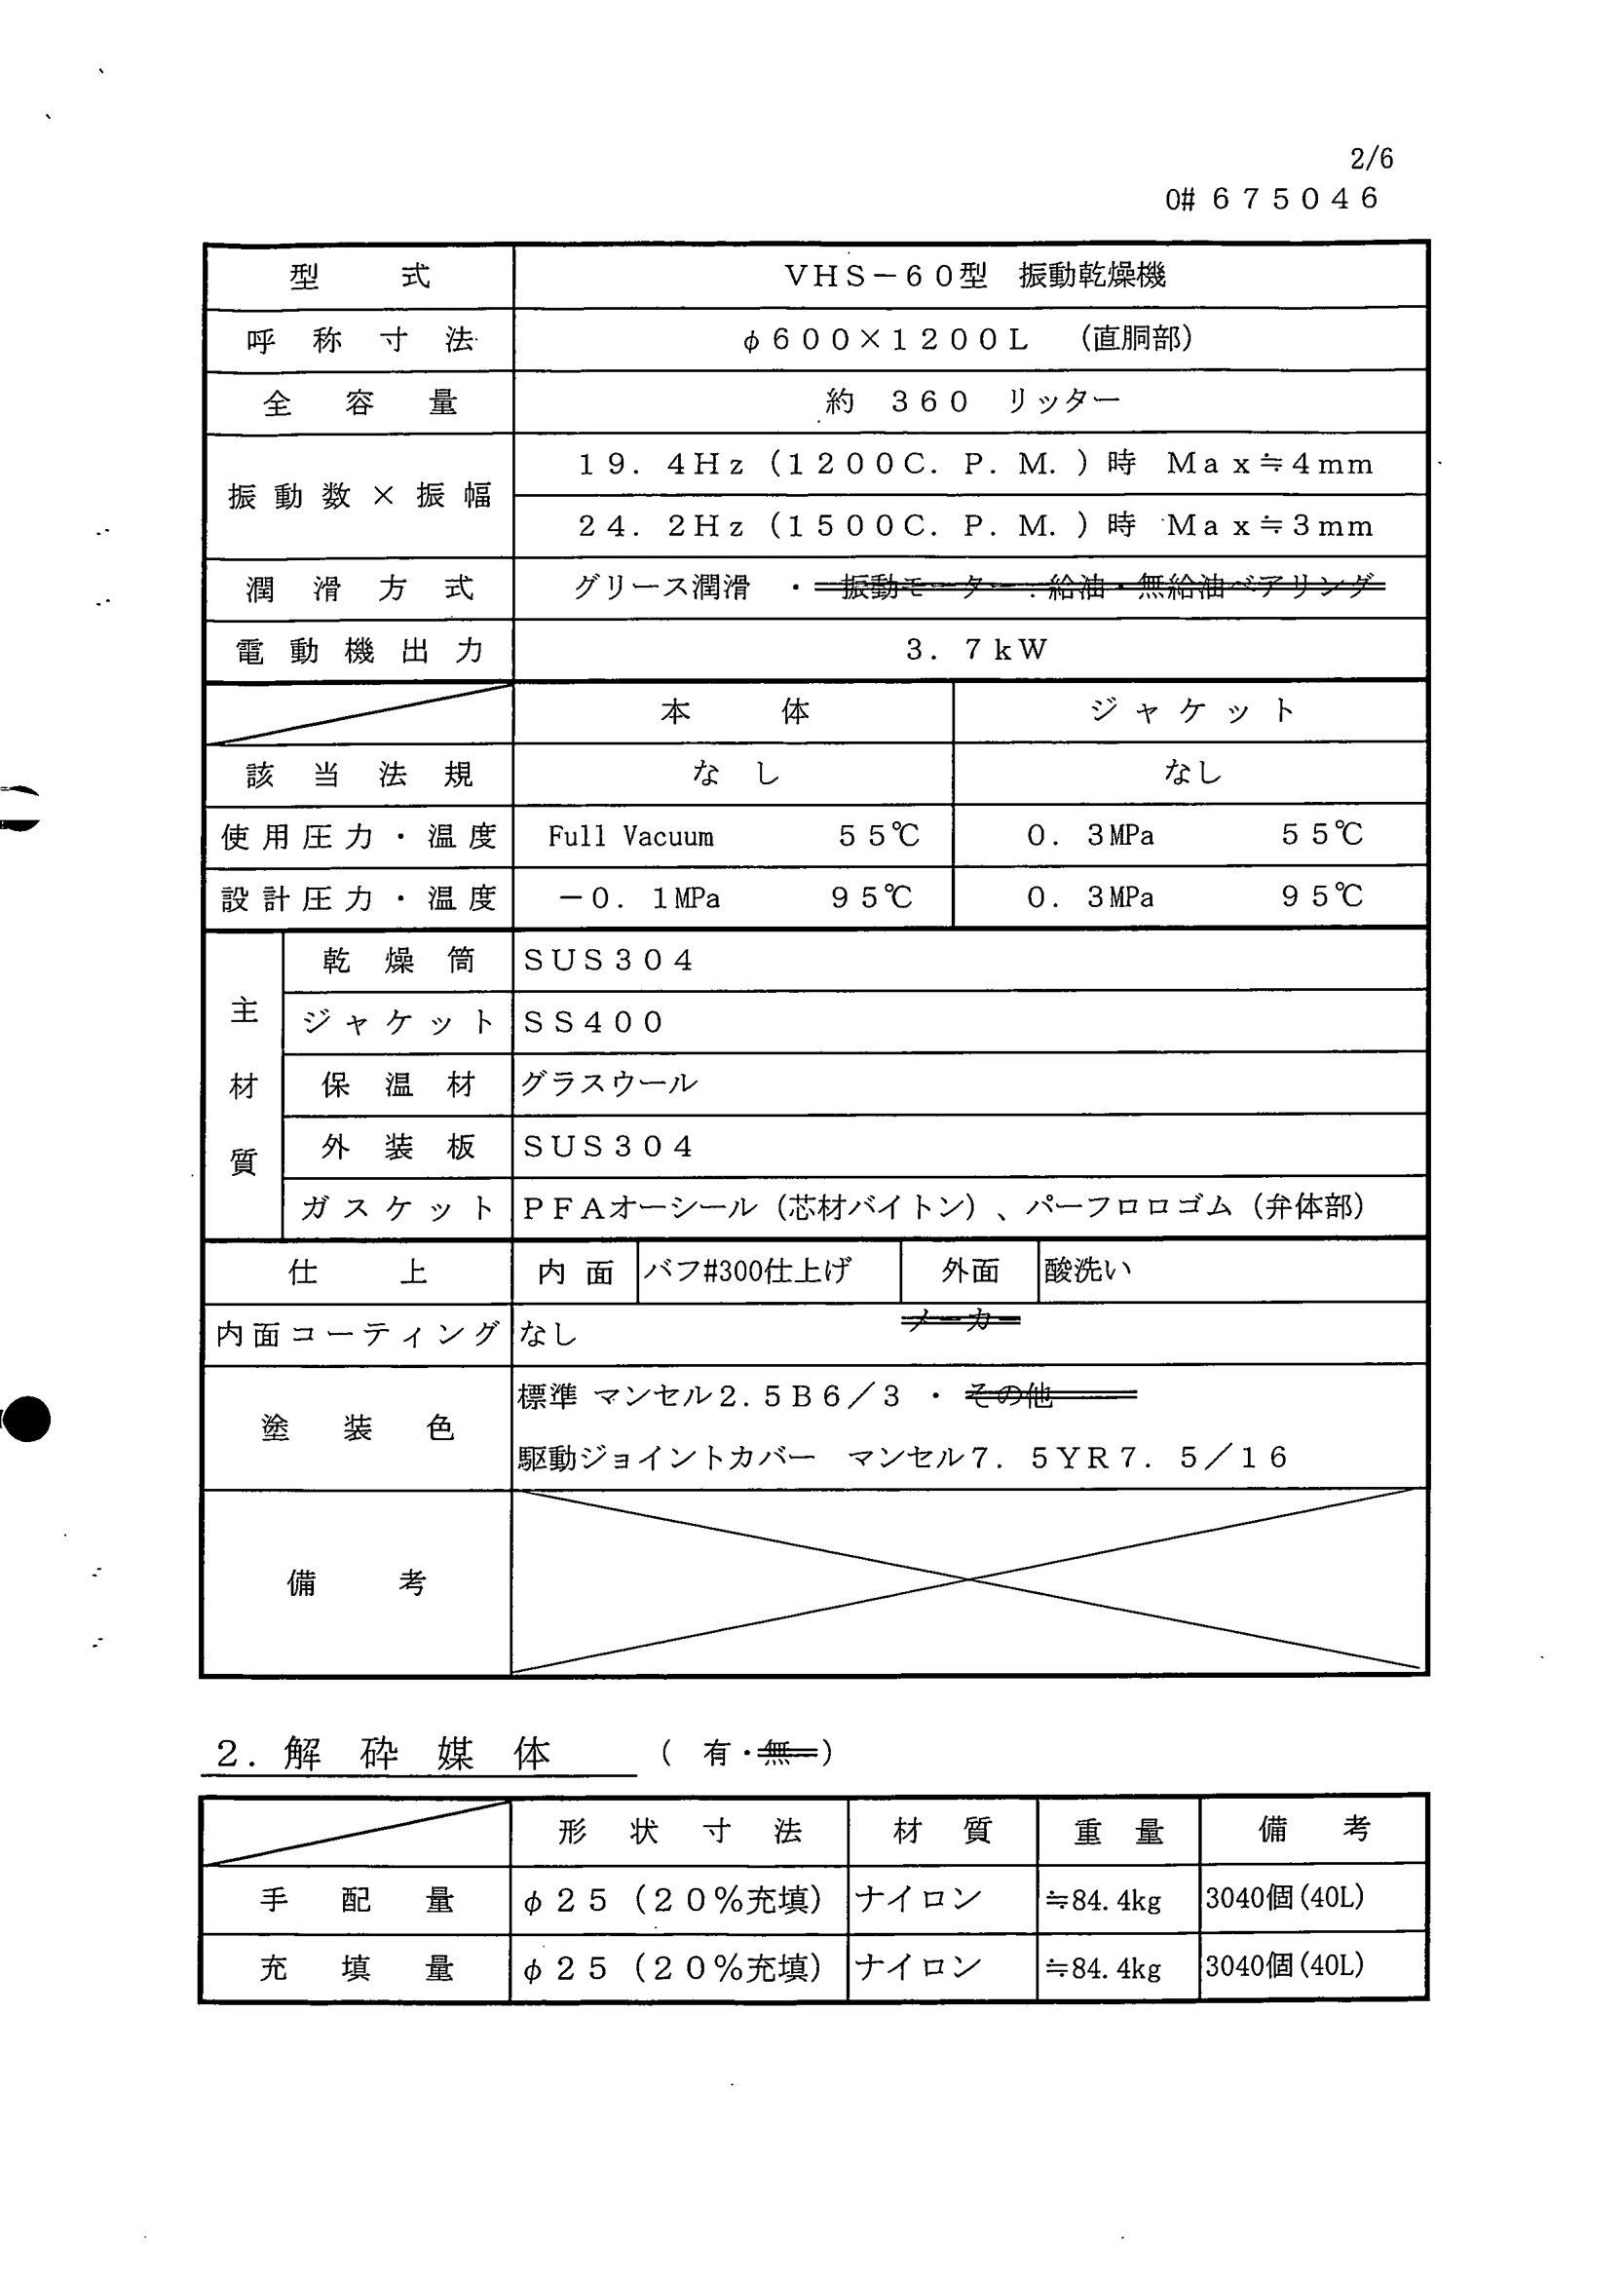 2/6
O#675046
型式 VHS-60型 振動乾燥機
呼称寸法 φ600×1200L (直胴部)
全容量 約 360 リッター
振動数×振幅 19.4Hz(1200C.P.M.)時 Max≒4mm
24.2Hz(1500C.P.M.)時 Max≒3mm
潤滑方式 グリース潤滑 ・ 振動モーター:給油・無給油ベアリング
電動機出力 3.7kW
本体 ジャケット
該当法規 なし なし
使用圧力・温度 Full Vacuum 55℃ 0.3MPa 55℃
設計圧力・温度 -0.1MPa 95℃ 0.3MPa 95℃
主材質 乾燥筒 SUS304
ジャケット SS400
保温材 グラスウール
外装板 SUS304
ガスケット PFAオーシール(芯材バイトン)、パーフロロゴム(弁体部)
仕上 内面 バフ#300仕上げ 外面 酸洗い
内面コーティング なし メーカー
塗装色 標準 マンセル2.5B6/3 ・ その他
駆動ジョイントカバー マンセル7.5YR7.5/16
備考
2.解砕媒体 (有・無)
形状寸法 材質 重量 備考
手配量 φ25(20%充填) ナイロン ≒84.4kg 3040個(40L)
充填量 φ25(20%充填) ナイロン ≒84.4kg 3040個(40L)